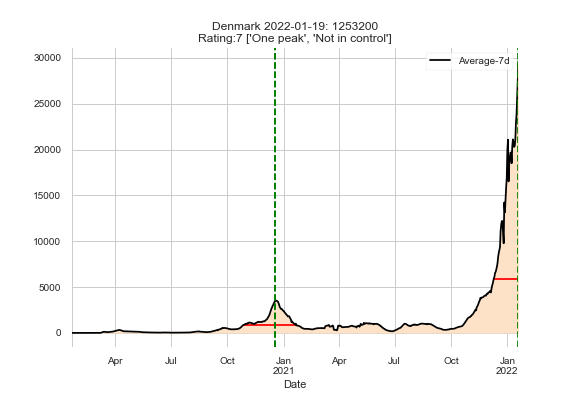 Denmark 2022-01-19: 1253200
Rating:7 ['One peak', 'Not in control']
Average-7d
30000
25000
20000
15000
10000
5000
0
Apr
Jul
Oct
Jan
2021
Apr
Jul
Oct
Jan
2022
Date